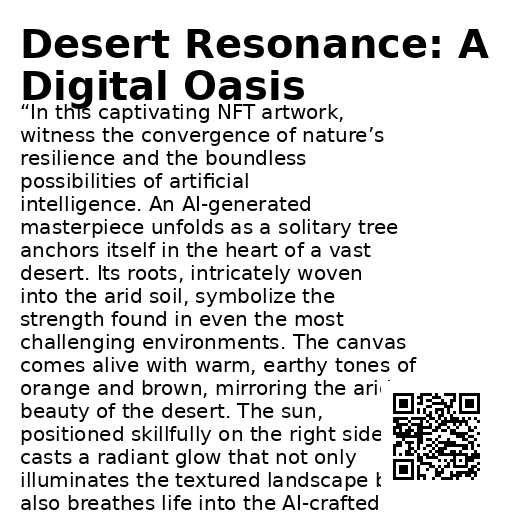 Desert Resonance: A
Digital Oasis
“In this captivating NFT artwork,
witness the convergence of nature’s
resilience and the boundless
possibilities of artificial
intelligence. An AI-generated
masterpiece unfolds as a solitary tree
anchors itself in the heart of a vast
desert. Its roots, intricately woven
into the arid soil, symbolize the
strength found in even the most
challenging environments. The canvas
comes alive with warm, earthy tones of
orange and brown, mirroring the
beauty of the desert. The sun,
positioned skillfully on the right side
casts a radiant glow that not only
illuminates the textured landscape
also breathes life into the AI-crafted